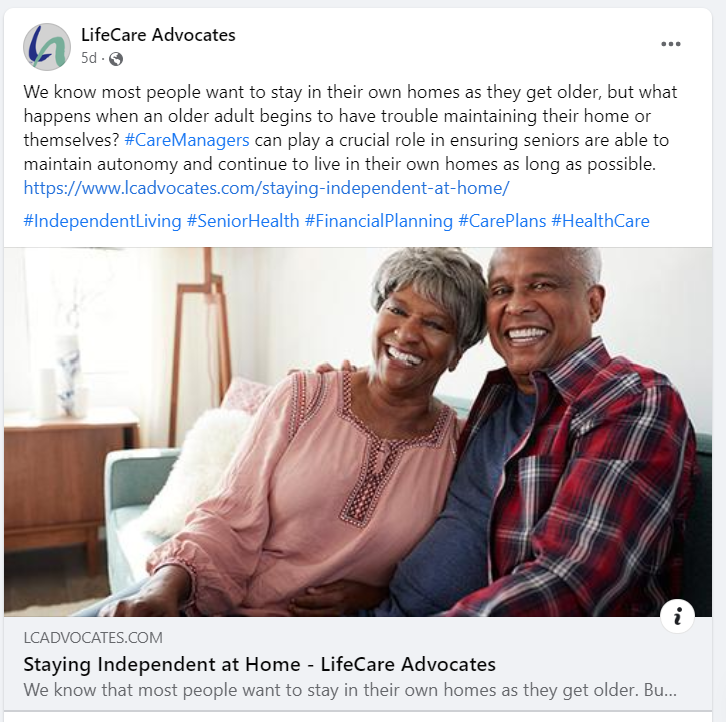 LifeCare Advocates
5d ·
We know most people want to stay in their own homes as they get older, but what
happens when an older adult begins to have trouble maintaining their home or
themselves? #CareManagers can play a crucial role in ensuring seniors are able to
maintain autonomy and continue to live in their own homes as long as possible.
https://www.lcadvocates.com/staying-independent-at-home/
#IndependentLiving #SeniorHealth #FinancialPlanning #CarePlans #HealthCare
i
LCADVOCATES.COM
Staying Independent at Home - LifeCare Advocates
We know that most people want to stay in their own homes as they get older. Bu...